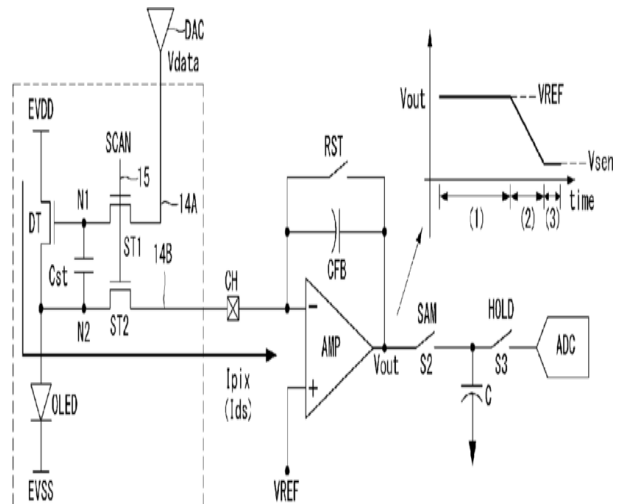 DAC
Vdata
EVDD
SCAN
15
N1
14A
DT
ST1
Cst
14B
ST2
N2
CH
Ipix
(Ids)
OLED
EVSS
RST
CFB
-
AMP
+
VREF
Vout
SAM
S2
HOLD
S3
C
ADC
Vout
VREF
Vsen
time
(1)
(2)
(3)